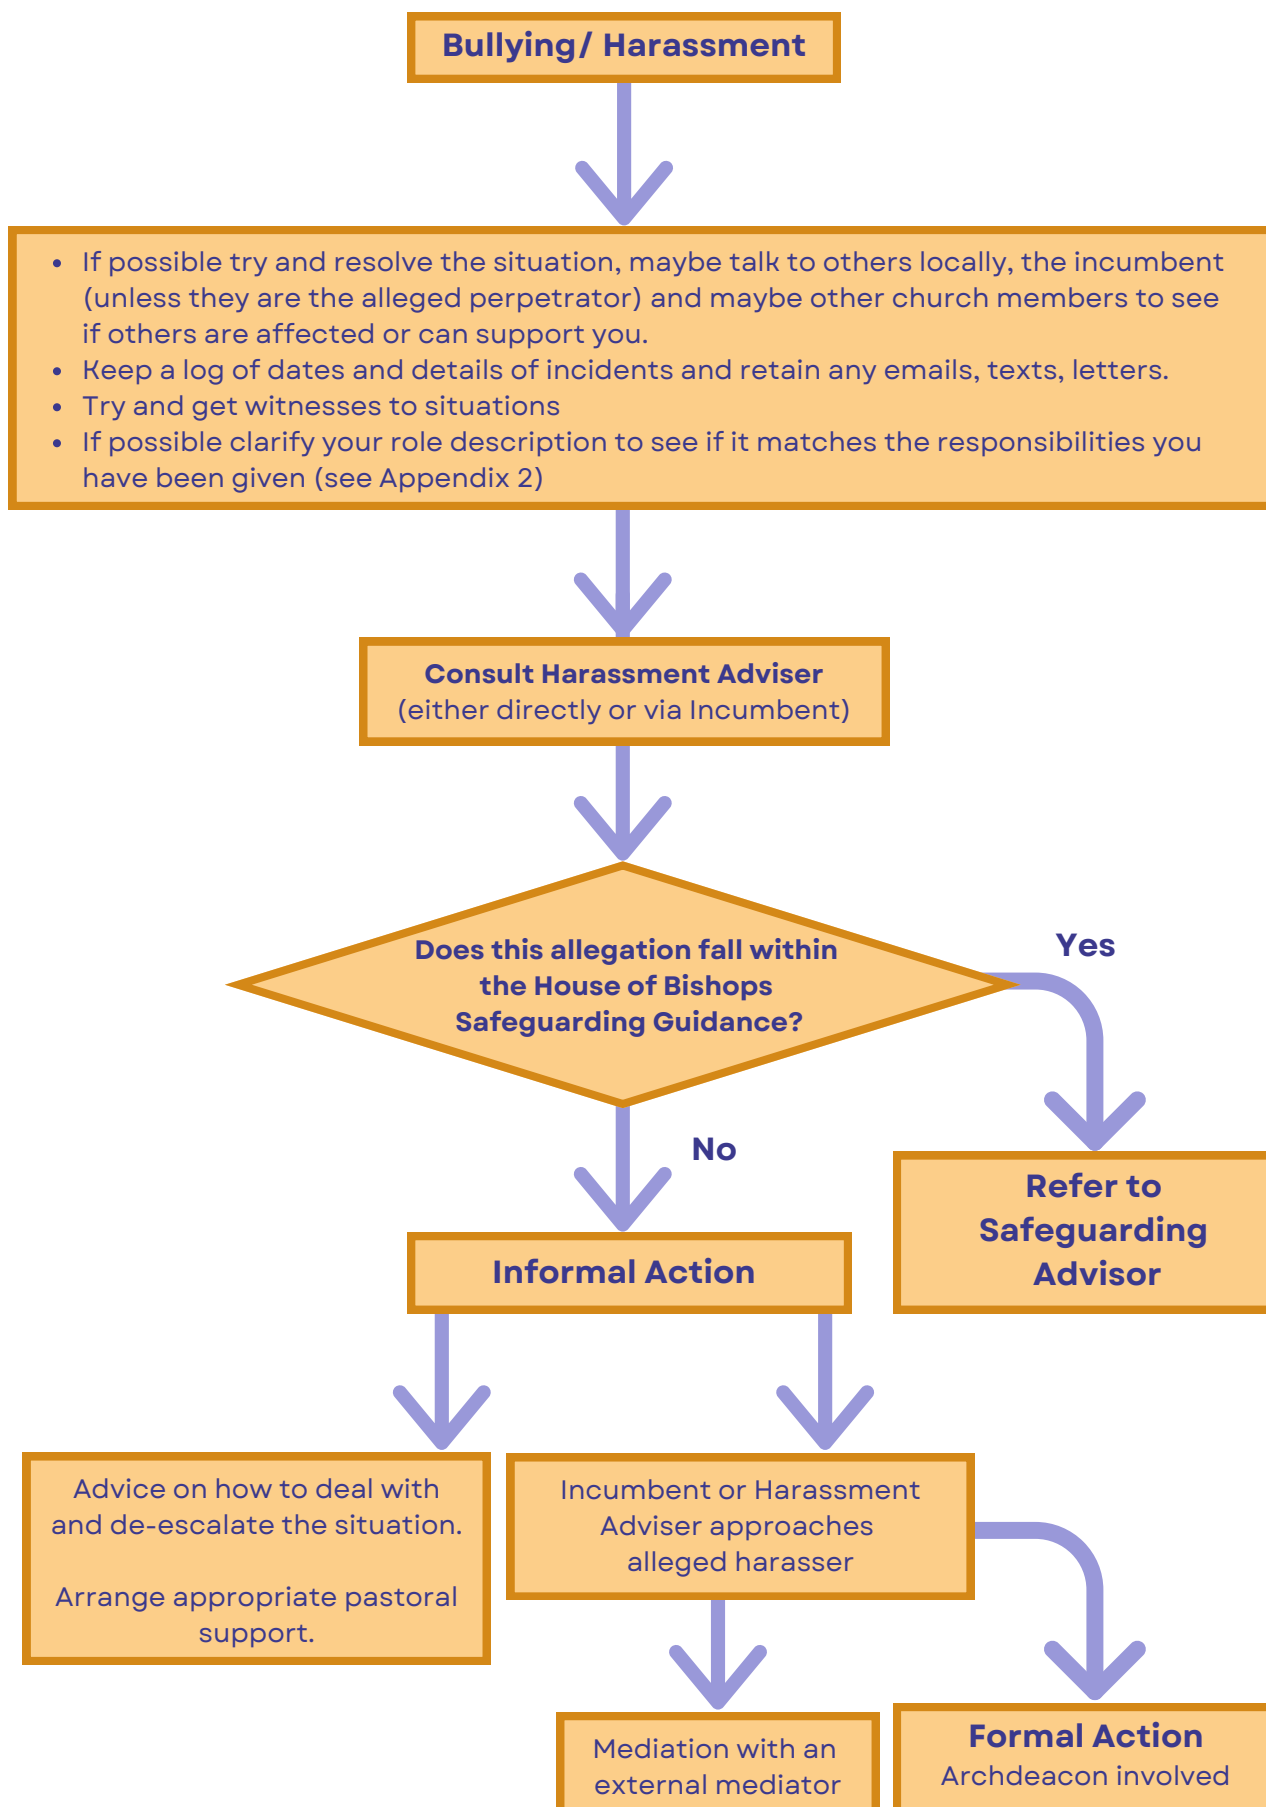 Bullying/ Harassment
• If possible try and resolve the situation, maybe talk to others locally, the incumbent
(unless they are the alleged perpetrator) and maybe other church members to see
if others are affected or can support you.
• Keep a log of dates and details of incidents and retain any emails, texts, letters.
• Try and get witnesses to situations
• If possible clarify your role description to see if it matches the responsibilities you
have been given (see Appendix 2)
Consult Harassment Adviser
(either directly or via Incumbent)
Does this allegation fall within
the House of Bishops
Safeguarding Guidance?
Yes
No
Refer to
Safeguarding
Advisor
Informal Action
Advice on how to deal with
and de-escalate the situation.
Arrange appropriate pastoral
support.
Incumbent or Harassment
Adviser approaches
alleged harasser
Mediation with an
external mediator
Formal Action
Archdeacon involved